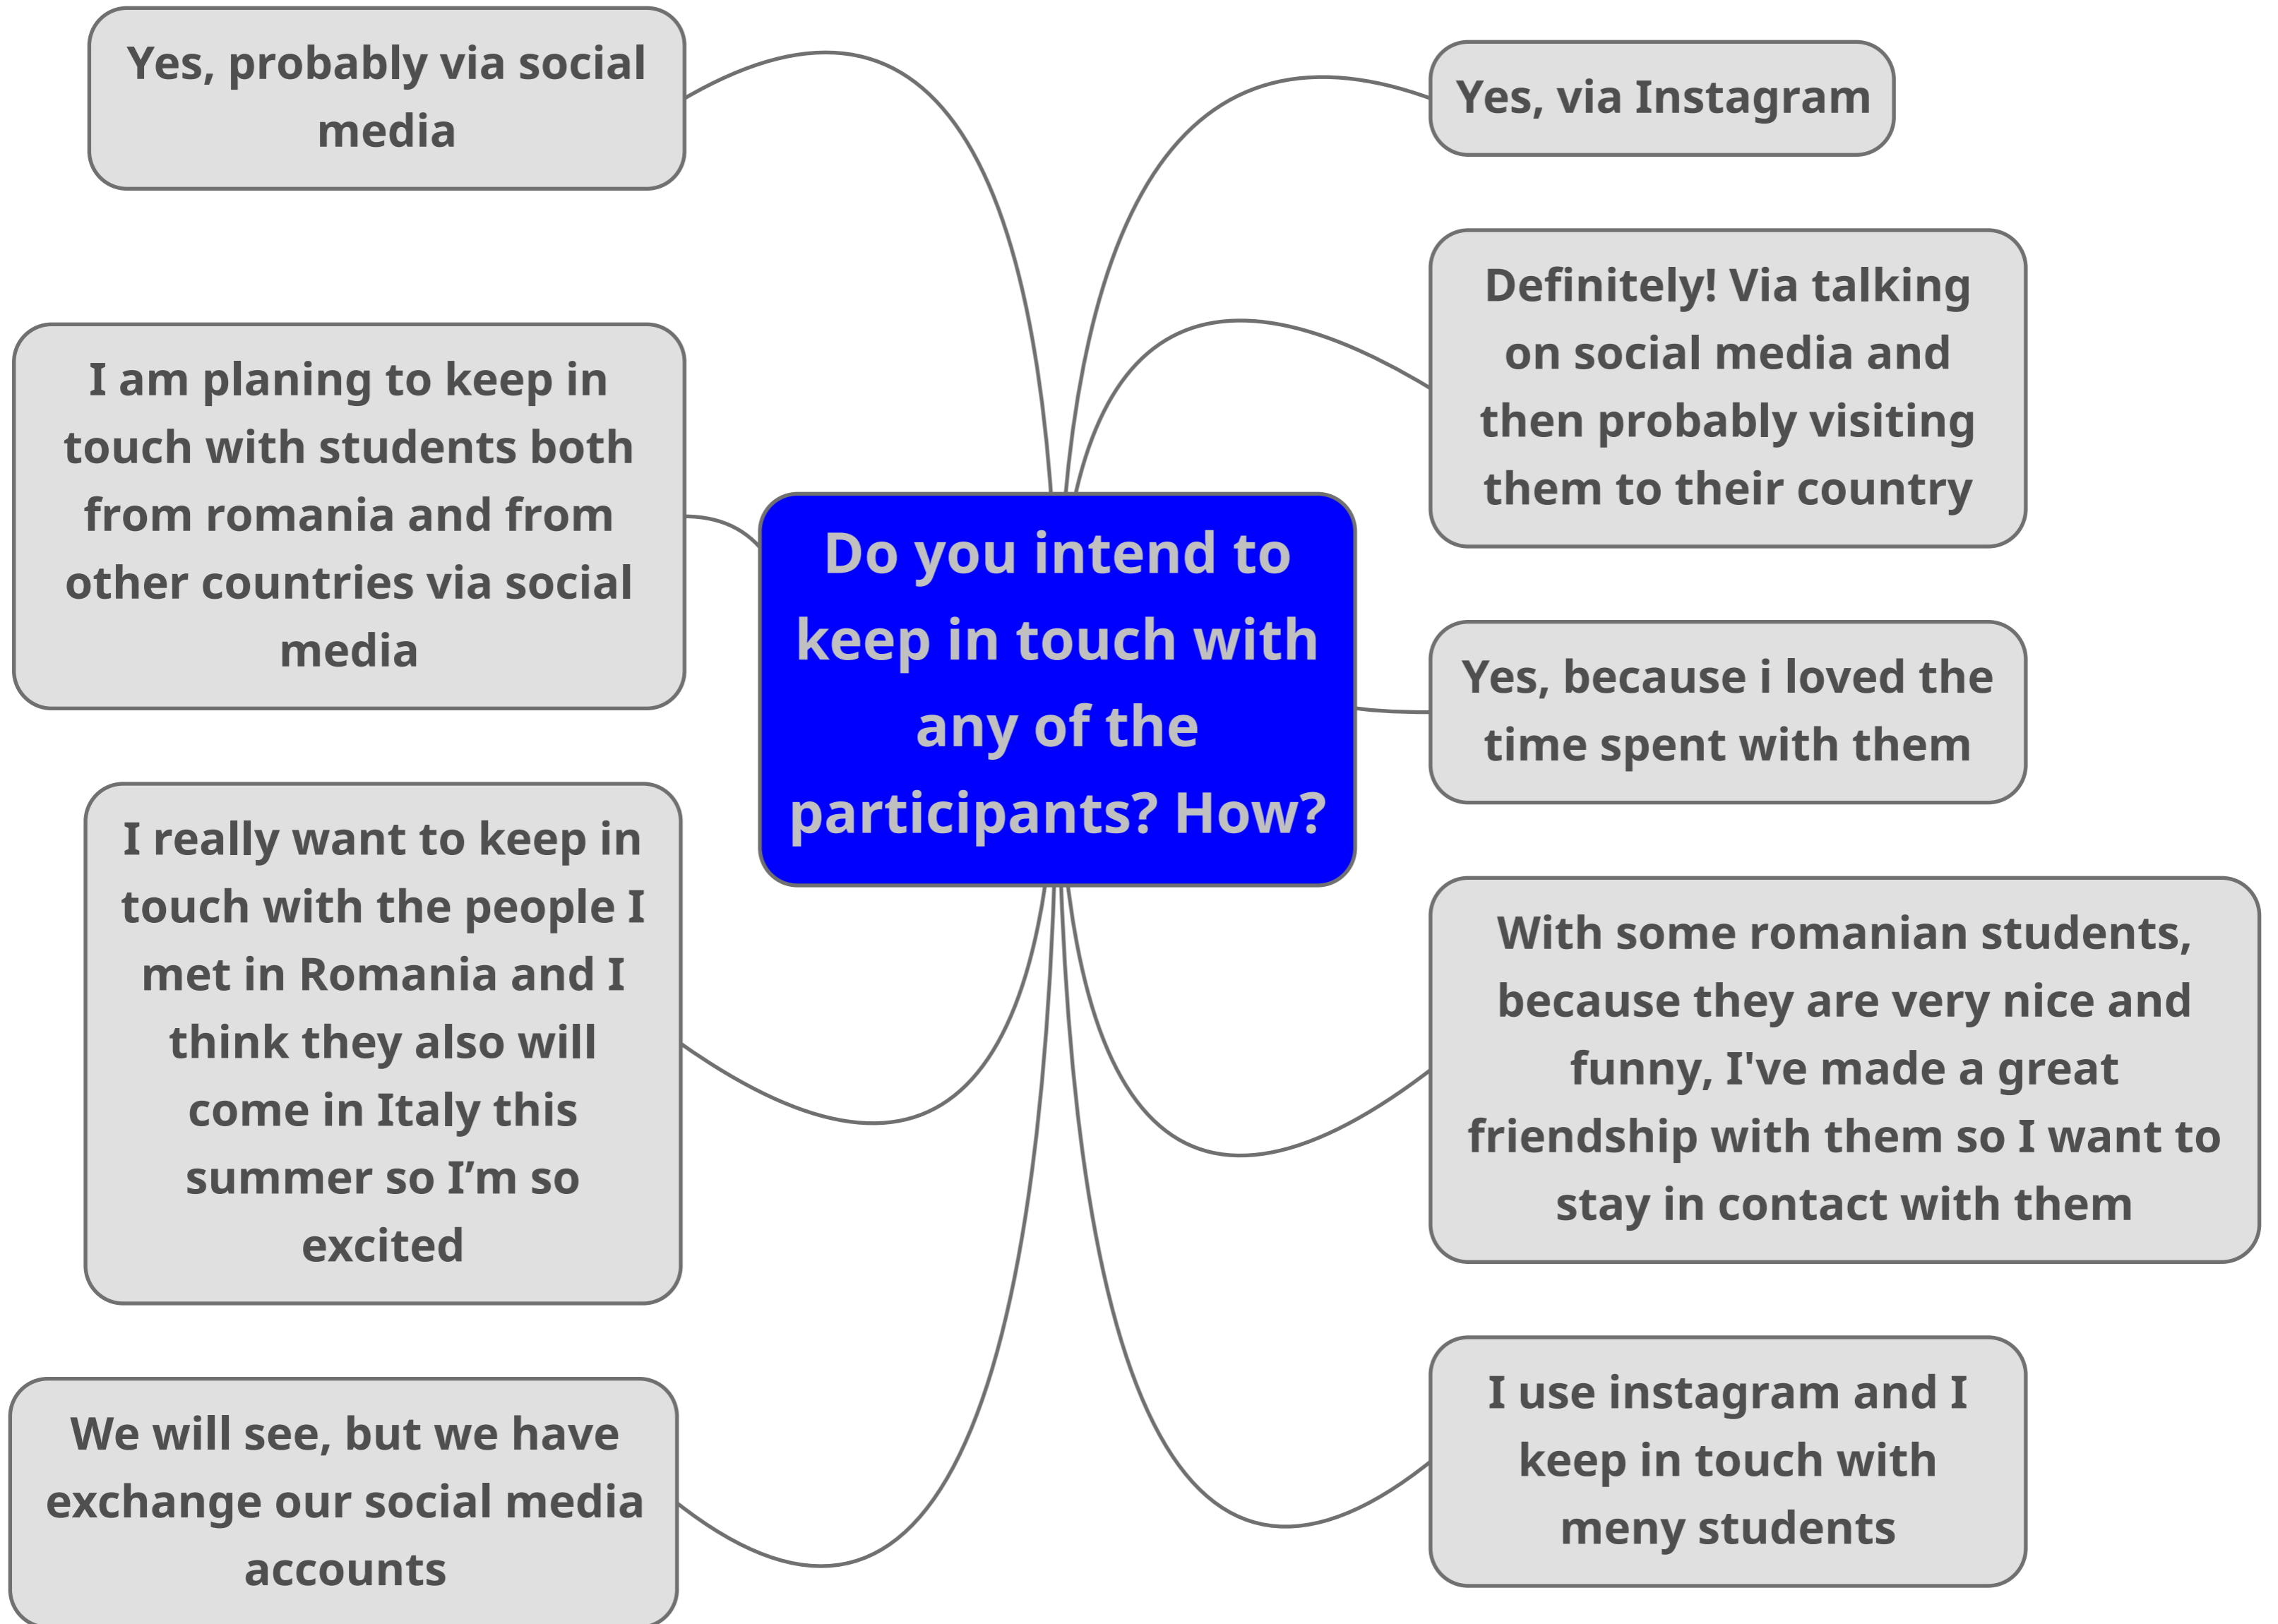 Yes, probably via social
media
I am planing to keep in
touch with students both
from romania and from
other countries via social
media
I really want to keep in
touch with the people I
met in Romania and I
think they also will
come in Italy this
summer so I’m so
excited
We will see, but we have
exchange our social media
accounts
Do you intend to
keep in touch with
any of the
participants? How?
Yes, via Instagram
Definitely! Via talking
on social media and
then probably visiting
them to their country
Yes, because i loved the
time spent with them
With some romanian students,
because they are very nice and
funny, I've made a great
friendship with them so I want to
stay in contact with them
I use instagram and I
keep in touch with
meny students